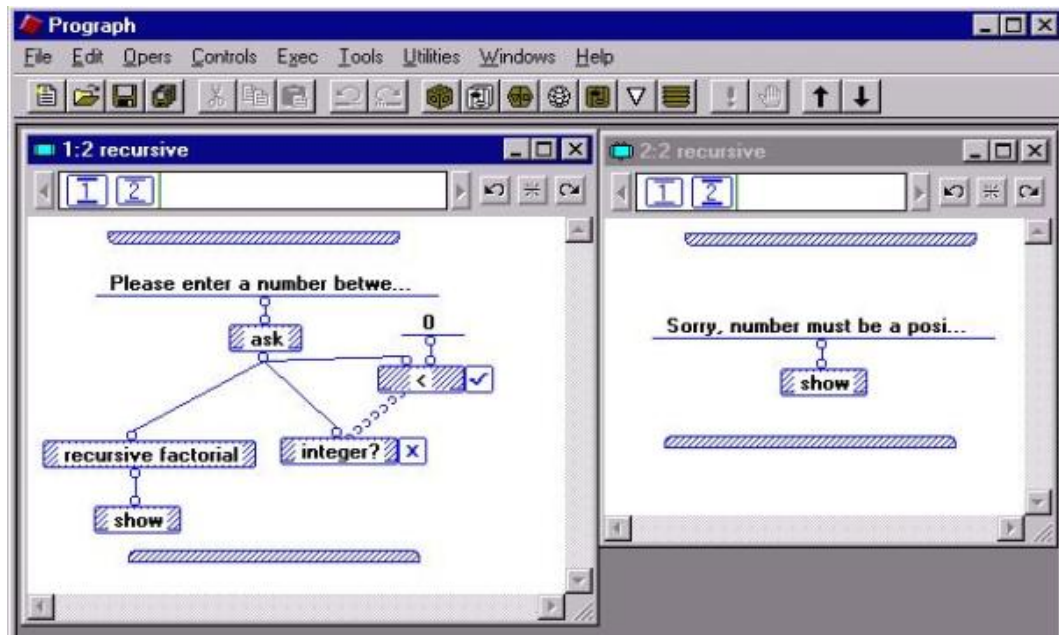 Prograph
File Edit Opers Controls Exec Tools Utilities Windows Help
1:2 recursive
1 2
Please enter a number betwe...
ask
0
<
recursive factorial
integer?
show
2:2 recursive
1 2
Sorry, number must be a posi...
show